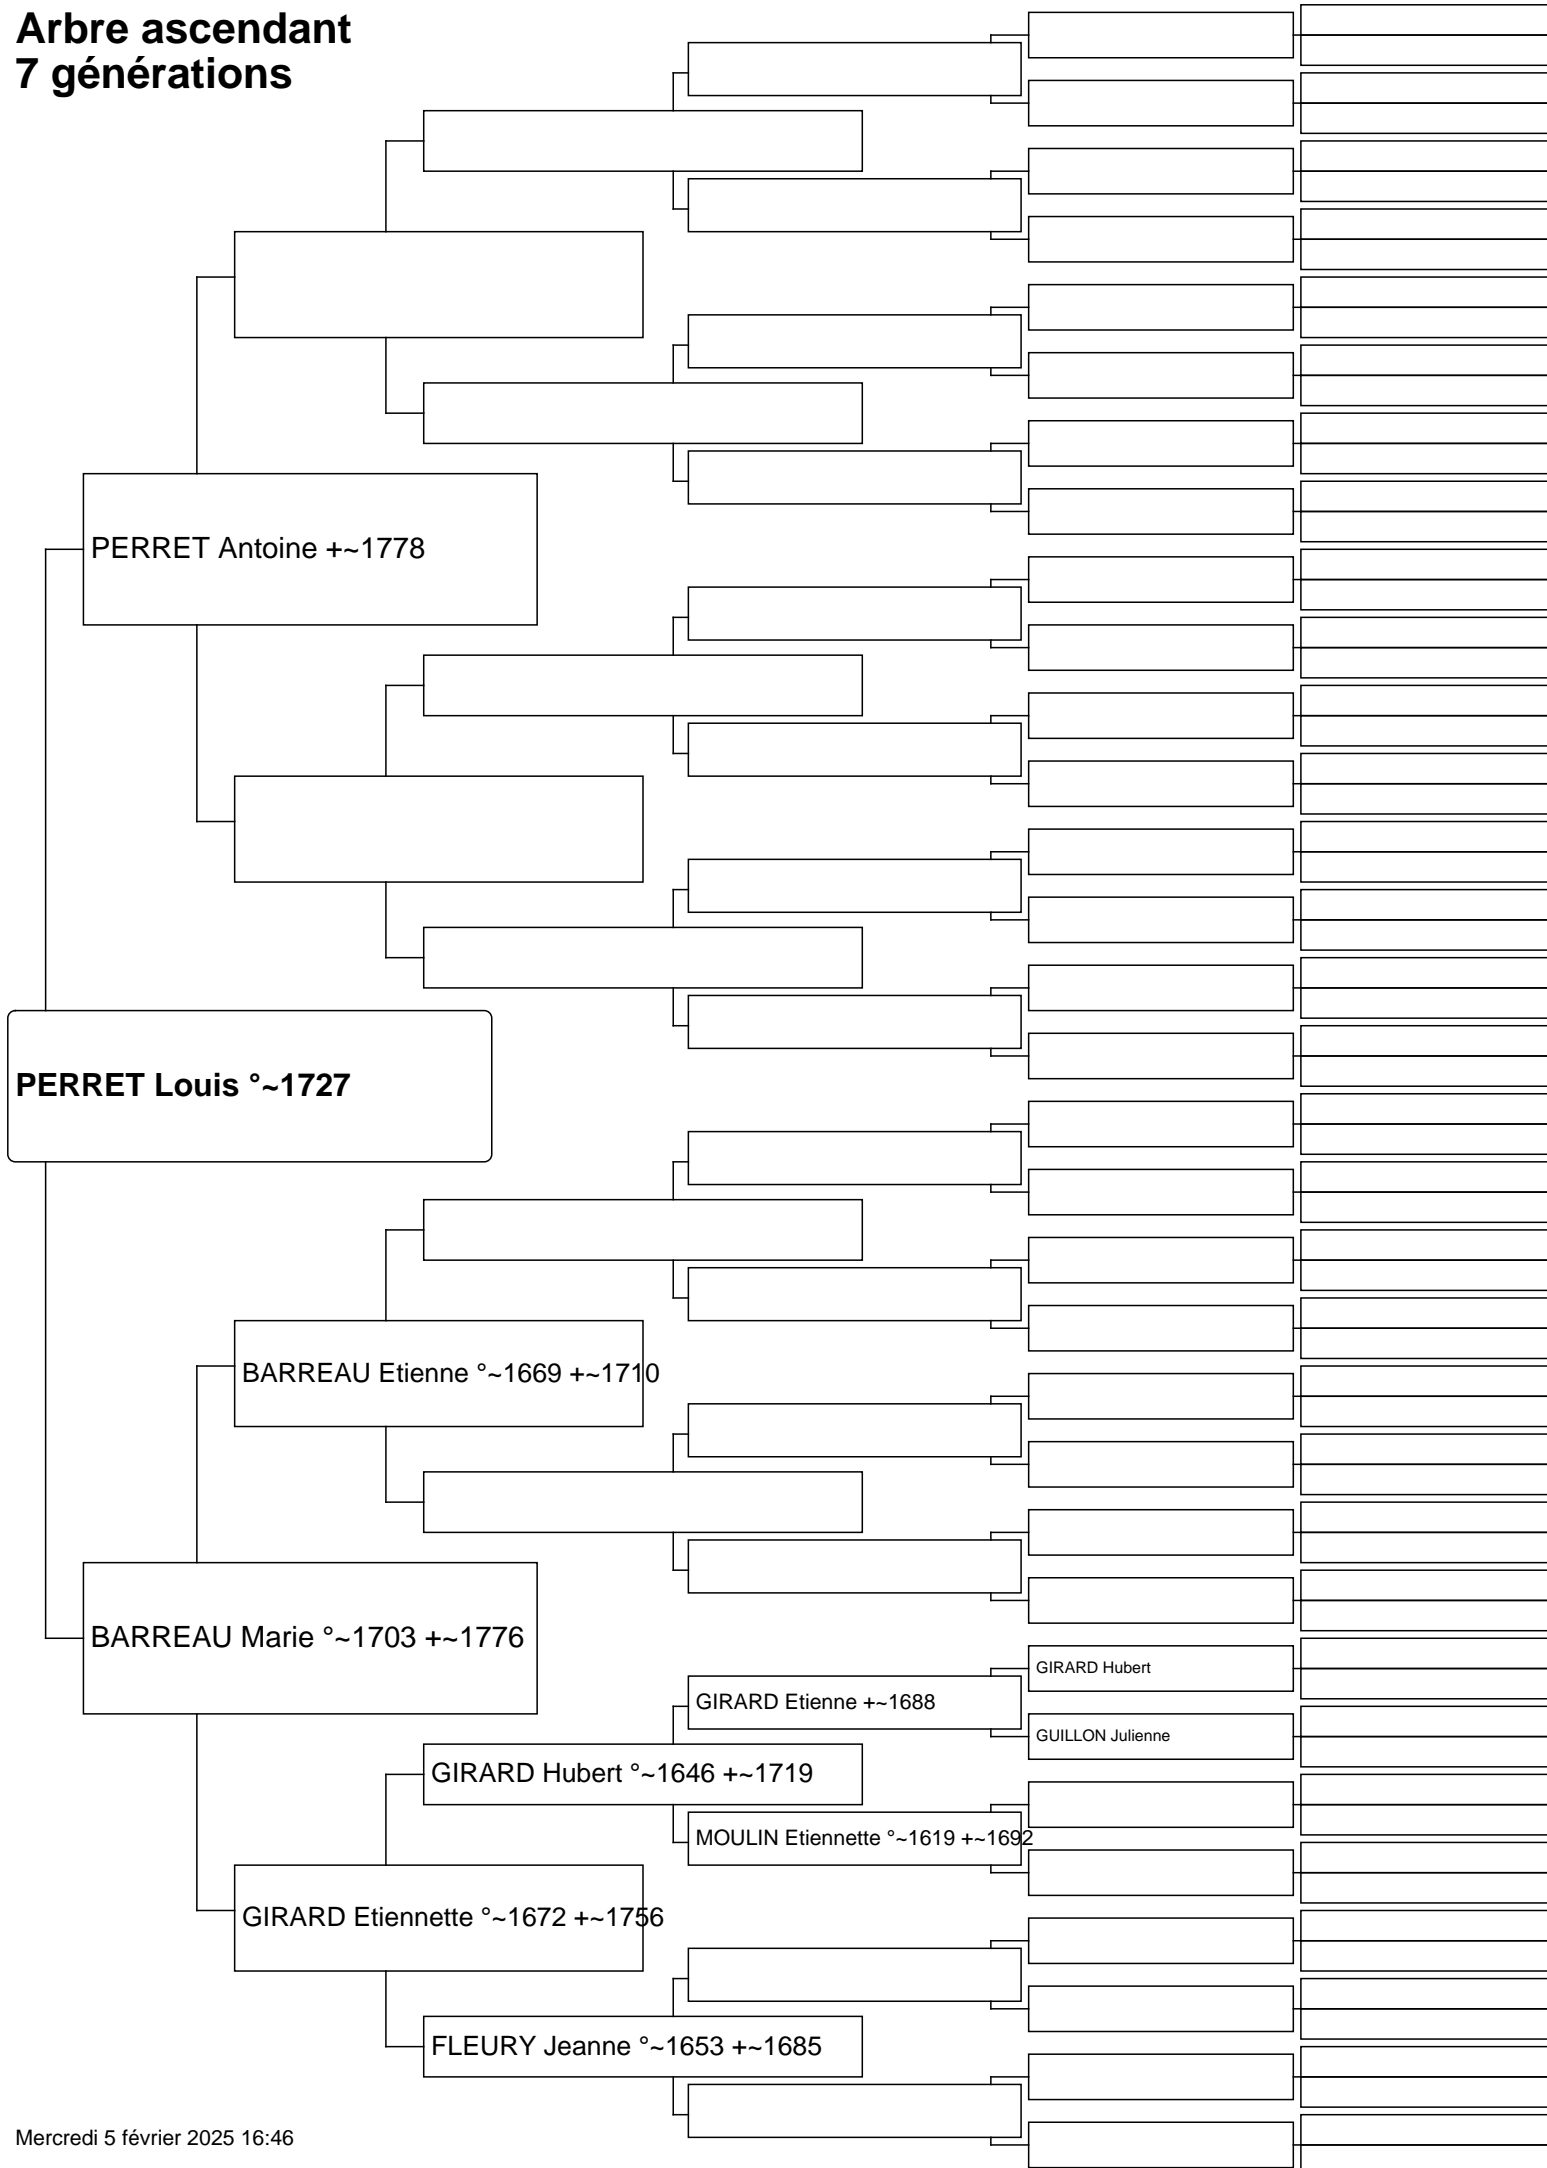 Arbre ascendant
7 générations
PERRET Antoine +~1778
PERRET Louis °~1727
BARREAU Etienne °~1669 +~1710
BARREAU Marie °~1703 +~1776
GIRARD Hubert
GIRARD Etienne +~1688
GUILLON Julienne
GIRARD Hubert °~1646 +~1719
MOULIN Etiennette °~1619 +~1692
GIRARD Etiennette °~1672 +~1756
FLEURY Jeanne °~1653 +~1685
Mercredi 5 février 2025 16:46